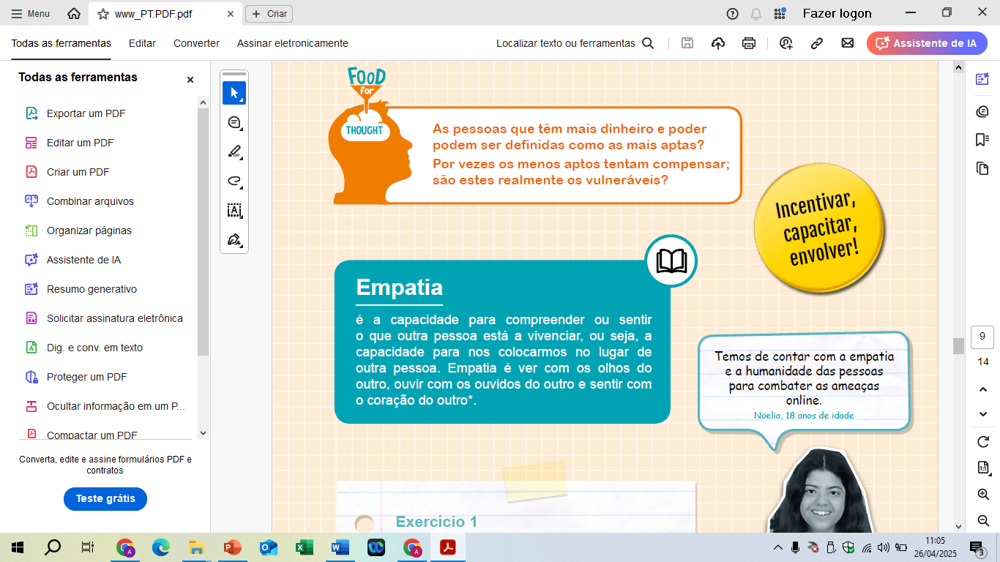 Menu
www_PT.PDF.pdf
Criar
Fazer logon
Todas as ferramentas
Editar
Converter
Assinar eletronicamente
Localizar texto ou ferramentas
Assistente de IA
Todas as ferramentas
Exportar um PDF
Editar um PDF
Criar um PDF
Combinar arquivos
Organizar páginas
Assistente de IA
Resumo generativo
Solicitar assinatura eletrônica
Dig. e conv. em texto
Proteger um PDF
Ocultar informação em um P...
Compactar um PDF
Converta, edite e assine formulários PDF e
contratos
Teste grátis
FOOD
for
THOUGHT
As pessoas que têm mais dinheiro e poder
podem ser definidas como as mais aptas?
Por vezes os menos aptos tentam compensar;
são estes realmente os vulneráveis?
Incentivar,
capacitar,
envolver!
Empatia
é a capacidade para compreender ou sentir
o que outra pessoa está a vivenciar, ou seja, a
capacidade para nos colocarmos no lugar de
outra pessoa. Empatia é ver com os olhos do
outro, ouvir com os ouvidos do outro e sentir com
o coração do outro*.
Temos de contar com a empatia
e a humanidade das pessoas
para combater as ameaças
online.
Noelia, 18 anos de idade
Exercício 1
9
14
1:1
11:05
26/04/2025
3